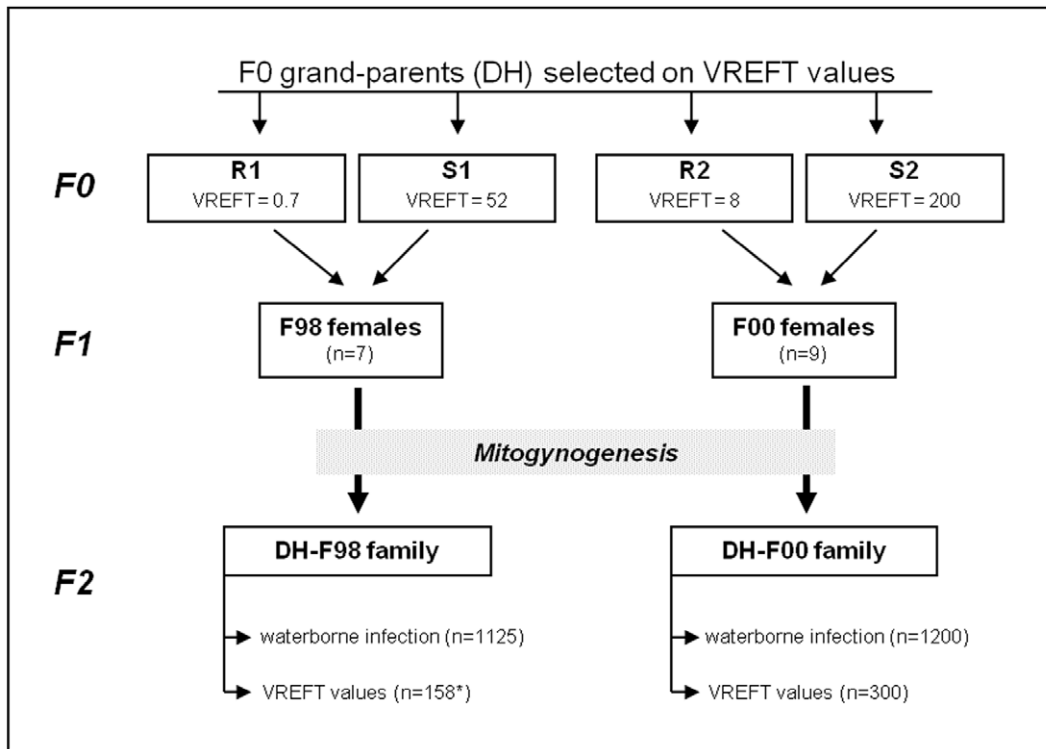 F0 grand-parents (DH) selected on VREFT values
F0
R1
VREFT = 0.7
S1
VREFT = 52
R2
VREFT = 8
S2
VREFT = 200
F1
F98 females
(n=7)
F00 females
(n=9)
Mitogynogenesis
F2
DH-F98 family
waterborne infection (n=1125)
VREFT values (n=158*)
DH-F00 family
waterborne infection (n=1200)
VREFT values (n=300)